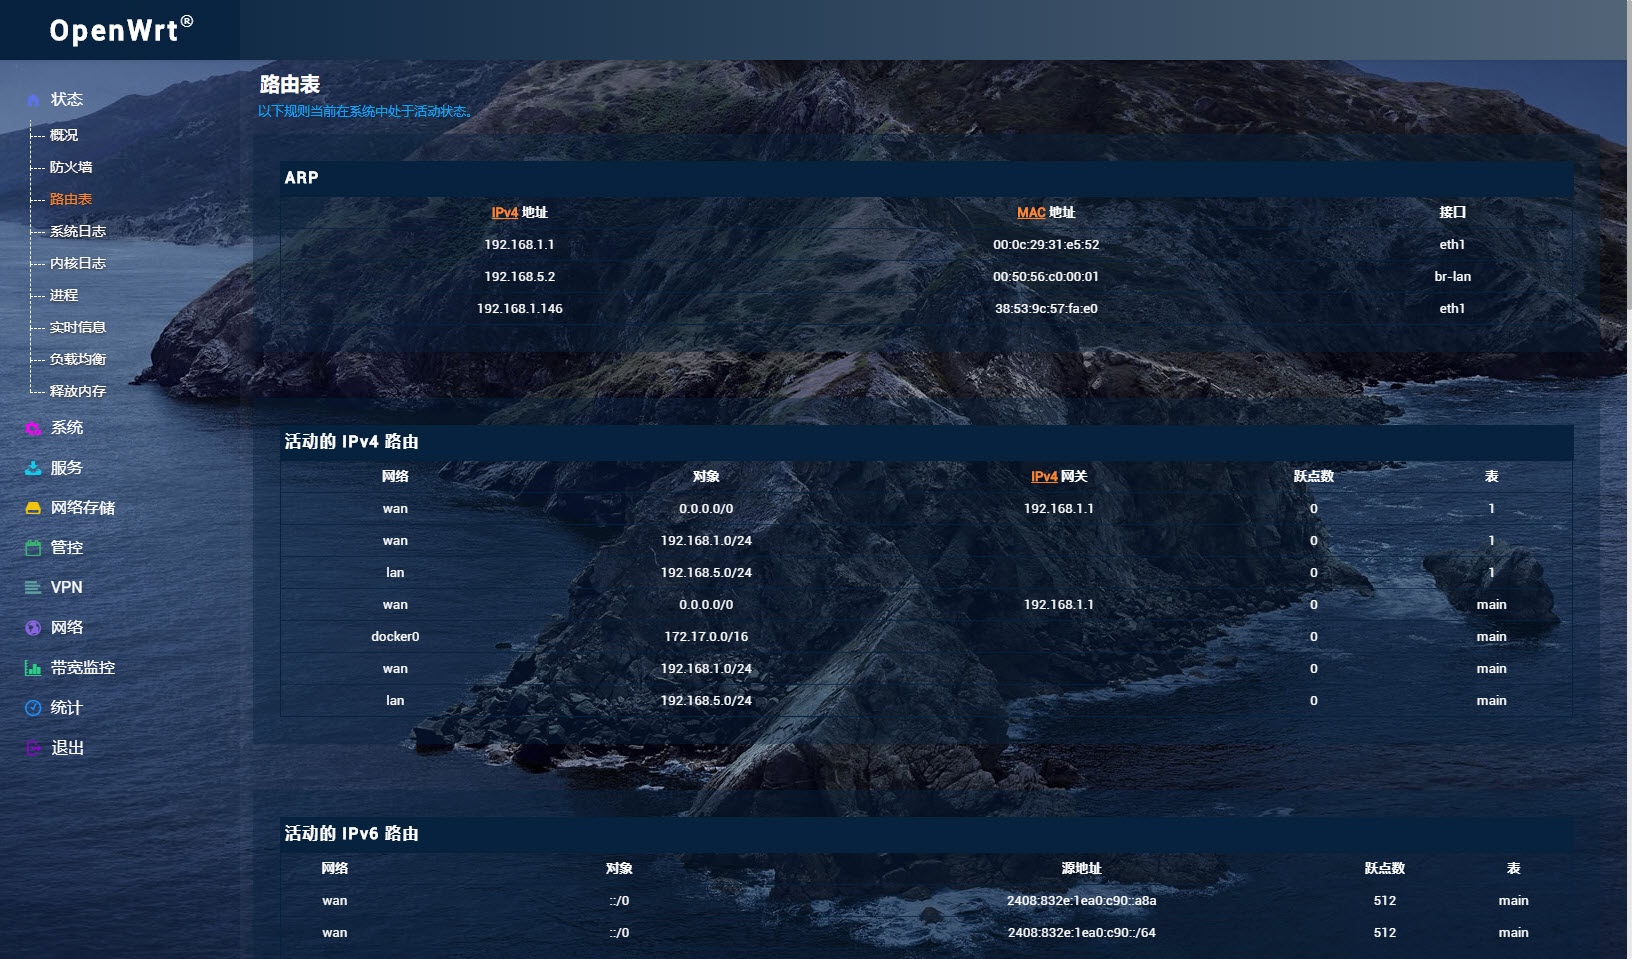 OpenWrt®
状态
概况
防火墙
路由表
系统日志
内核日志
进程
实时信息
负载均衡
释放内存
系统
服务
网络存储
管控
VPN
网络
带宽监控
统计
退出
路由表
以下规则当前在系统中处于活动状态。
ARP
IPv4 地址 MAC 地址 接口
192.168.1.1 00:0c:29:31:e5:52 eth1
192.168.5.2 00:50:56:c0:00:01 br-lan
192.168.1.146 38:53:9c:57:fa:e0 eth1
活动的 IPv4 路由
网络 对象 IPv4 网关 跃点数 表
wan 0.0.0.0/0 192.168.1.1 0 1
wan 192.168.1.0/24 0 1
lan 192.168.5.0/24 0 1
wan 0.0.0.0/0 192.168.1.1 0 main
docker0 172.17.0.0/16 0 main
wan 192.168.1.0/24 0 main
lan 192.168.5.0/24 0 main
活动的 IPv6 路由
网络 对象 源地址 跃点数 表
wan ::/0 2408:832e:1ea0:c90::a8a 512 main
wan ::/0 2408:832e:1ea0:c90::/64 512 main